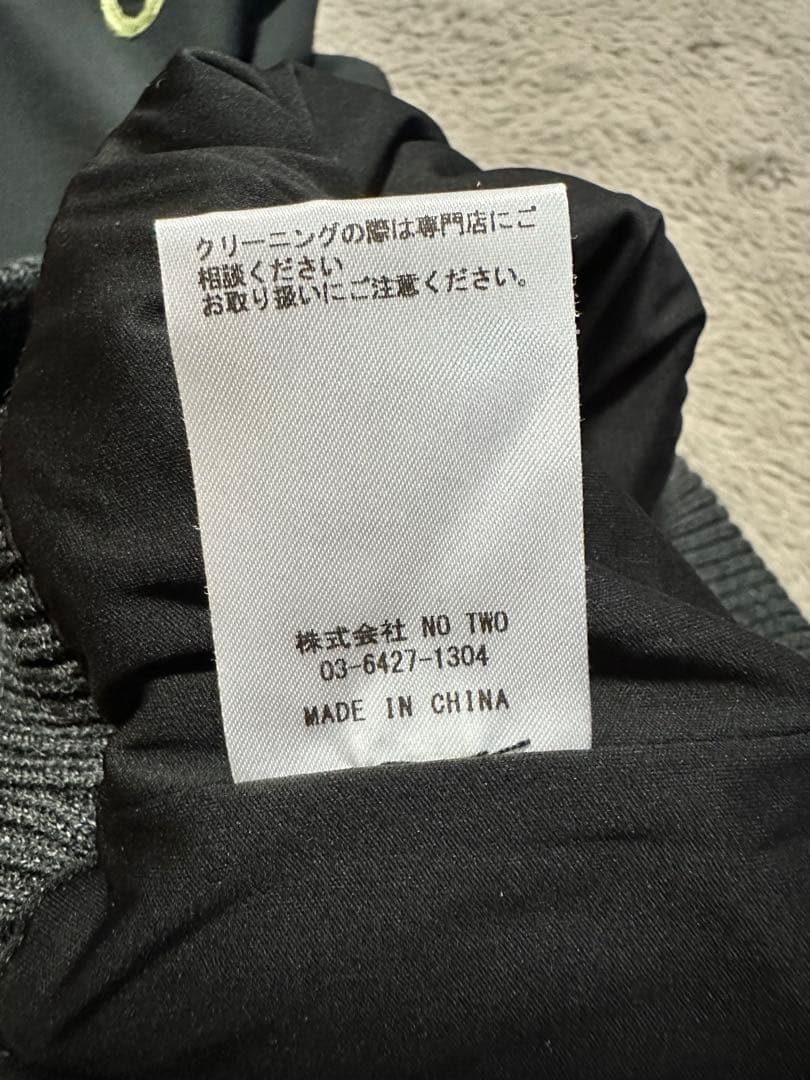 クリーニングの際は専門店にご
相談ください
お取り扱いにご注意ください。
株式会社 NO TWO
03-6427-1304
MADE IN CHINA